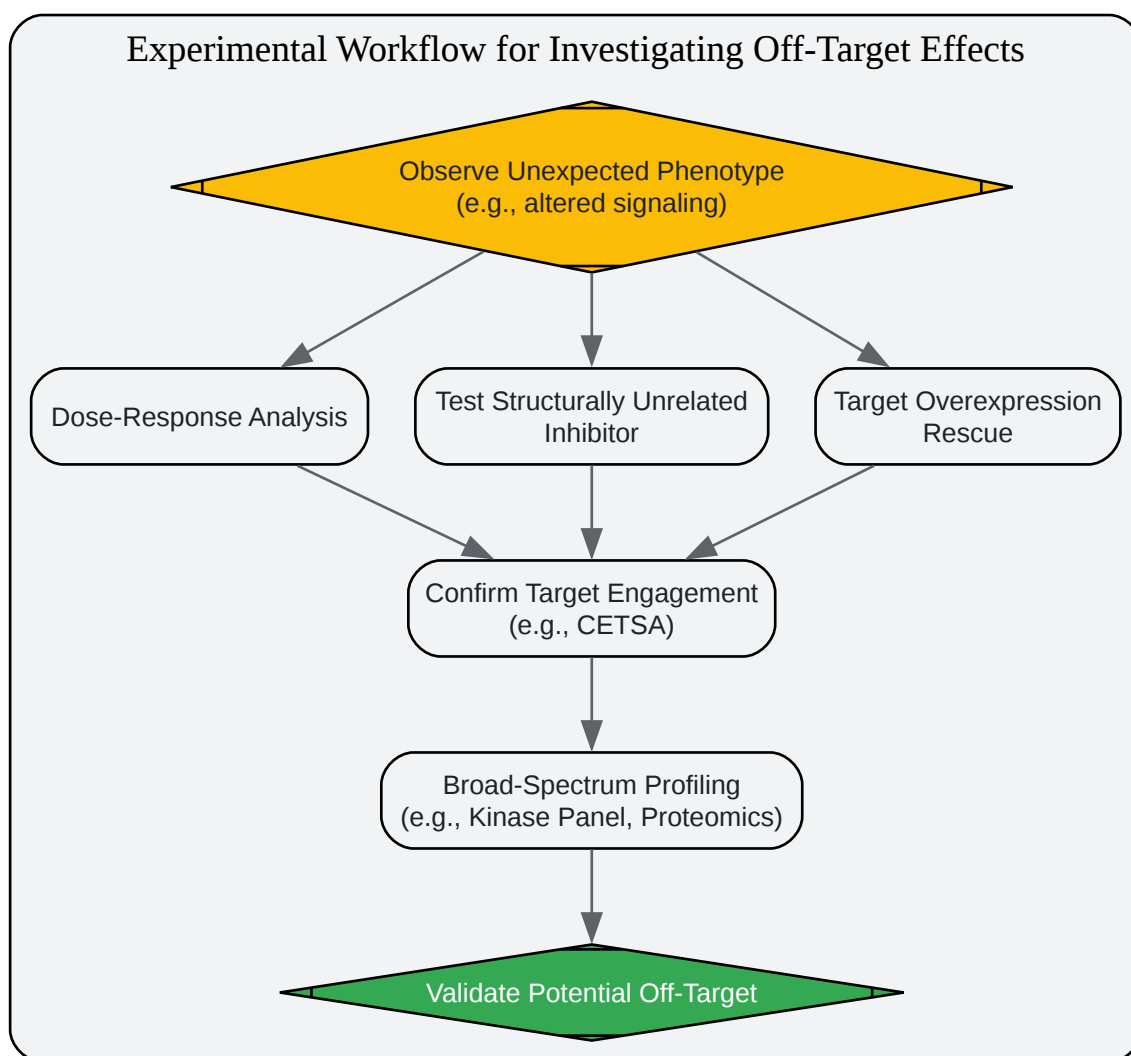 Experimental Workflow for Investigating Off-Target Effects
Observe Unexpected Phenotype
(e.g., altered signaling)
Dose-Response Analysis
Test Structurally Unrelated
Inhibitor
Target Overexpression
Rescue
Confirm Target Engagement
(e.g., CETSA)
Broad-Spectrum Profiling
(e.g., Kinase Panel, Proteomics)
Validate Potential Off-Target